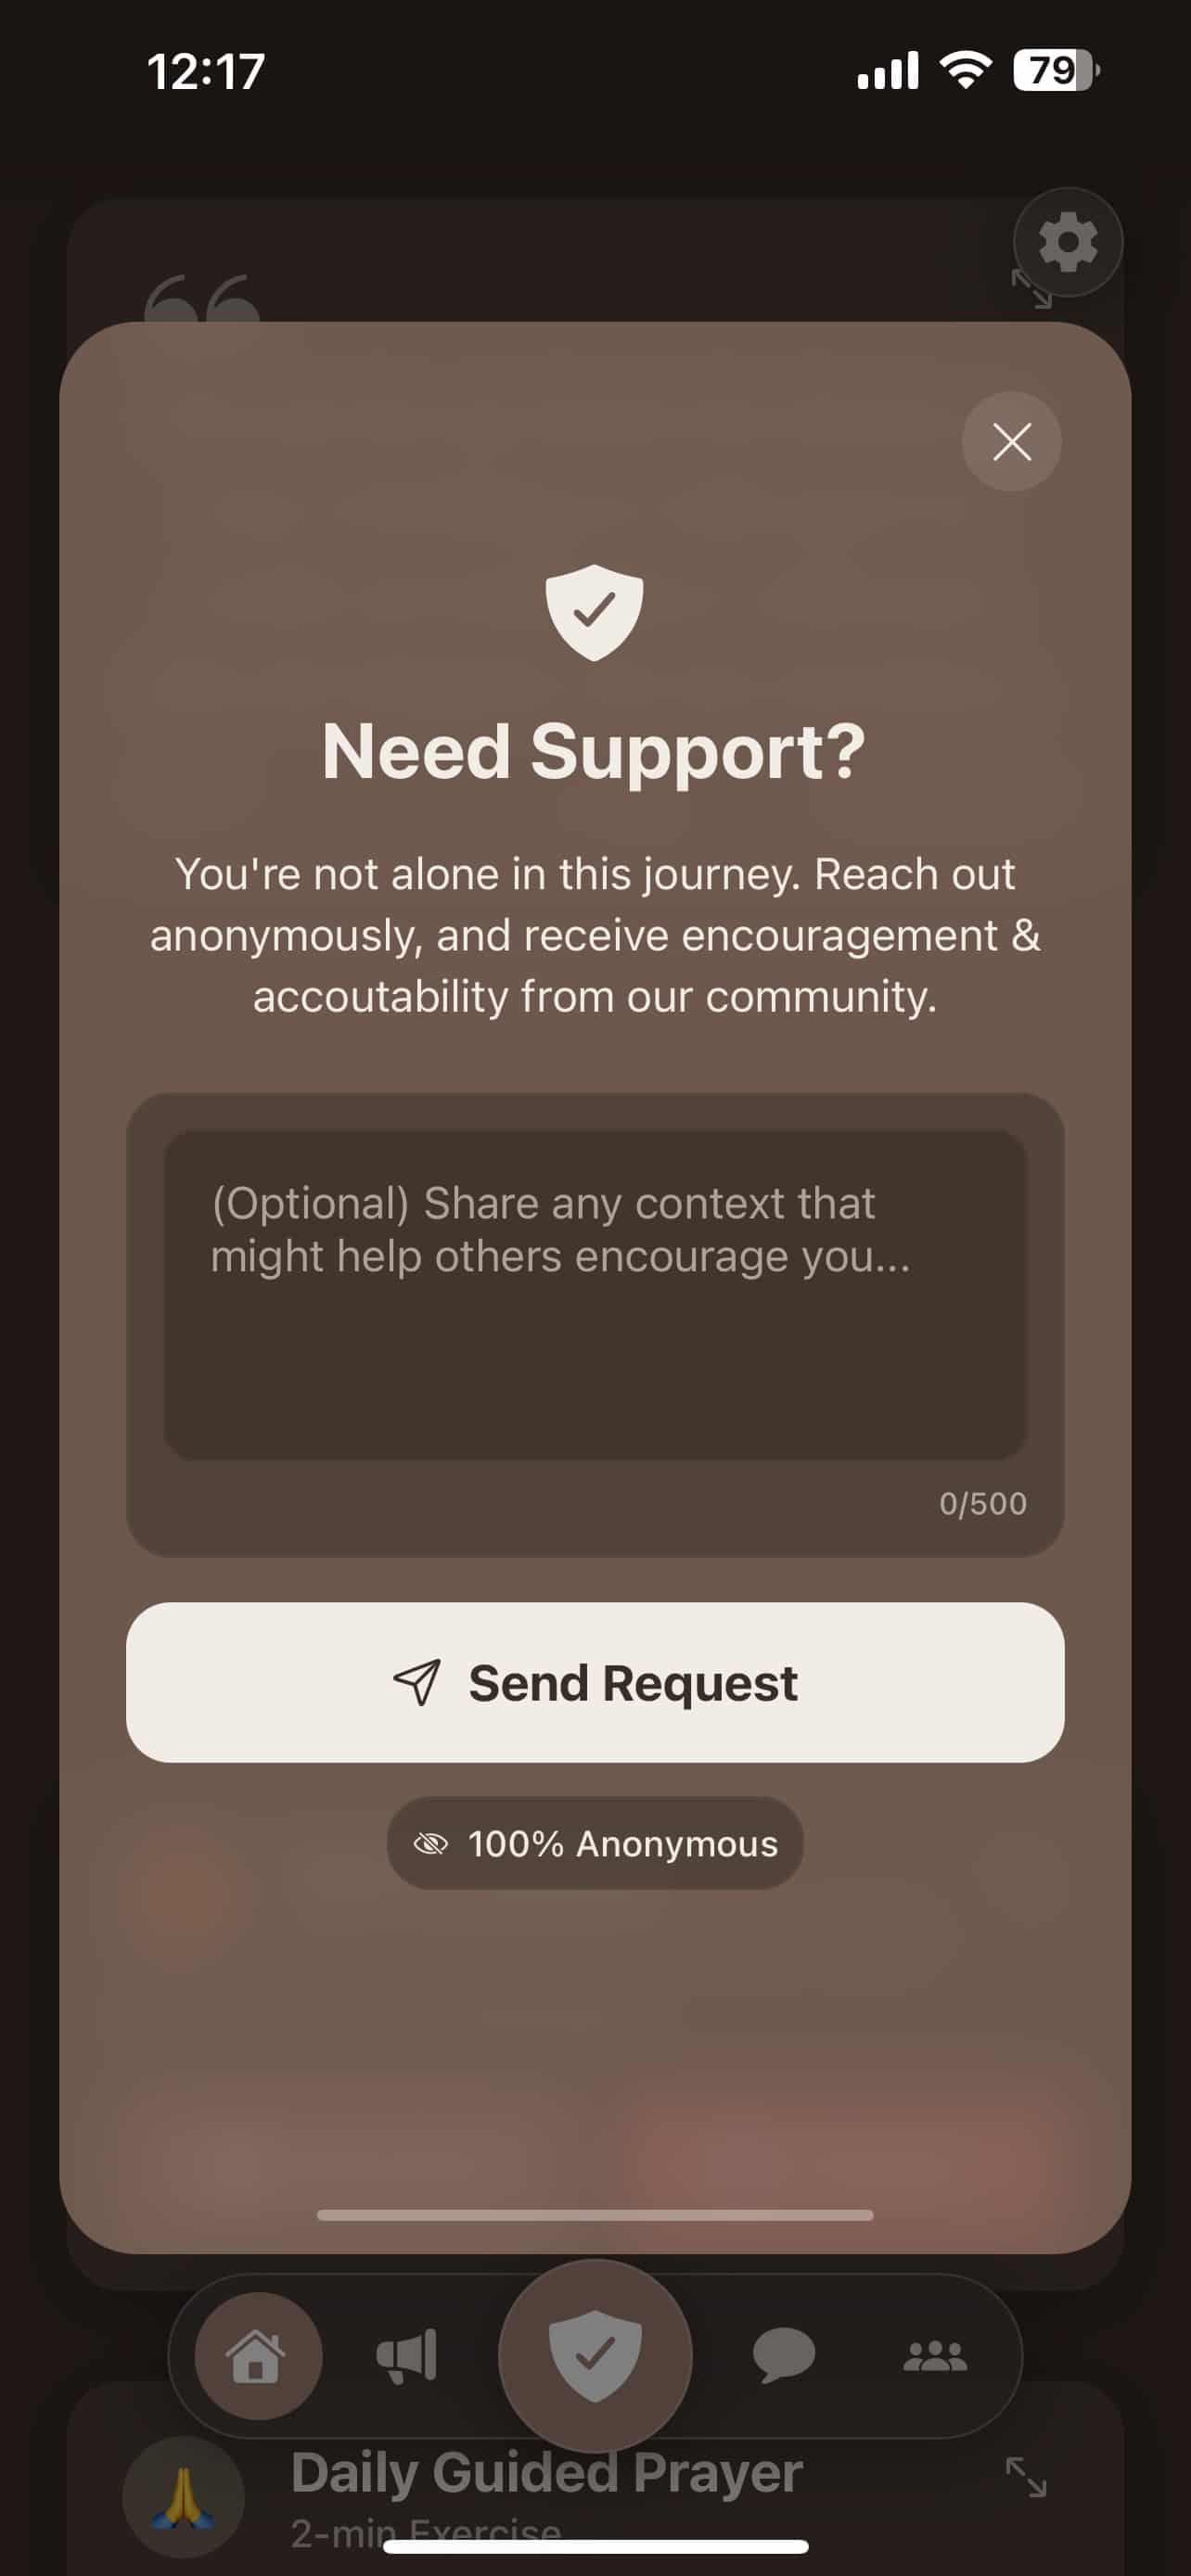 12:17
79
Need Support?
You're not alone in this journey. Reach out
anonymously, and receive encouragement &
accoutability from our community.
(Optional) Share any context that
might help others encourage you...
0/500
Send Request
100% Anonymous
Daily Guided Prayer
2-min Exercise